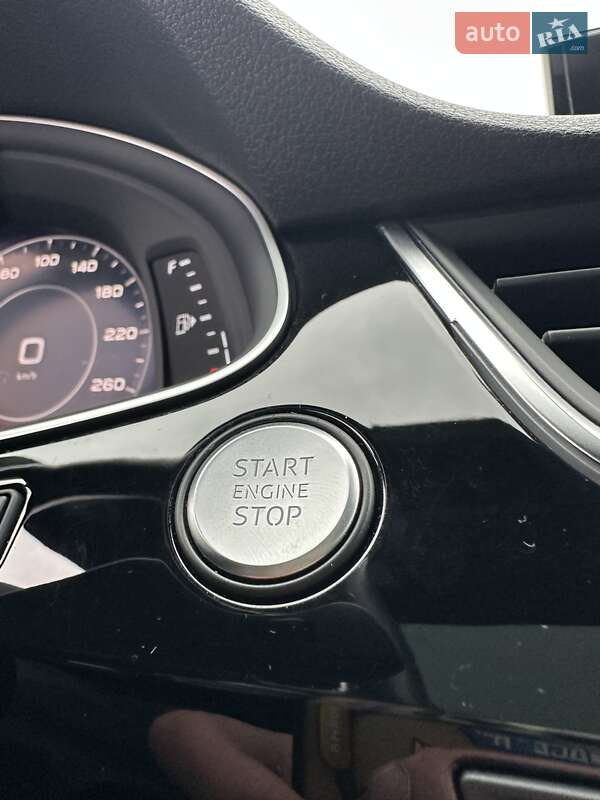 auto RIA
.com
100 140
60
180
F
220
0
km/h
260
START
ENGINE
STOP